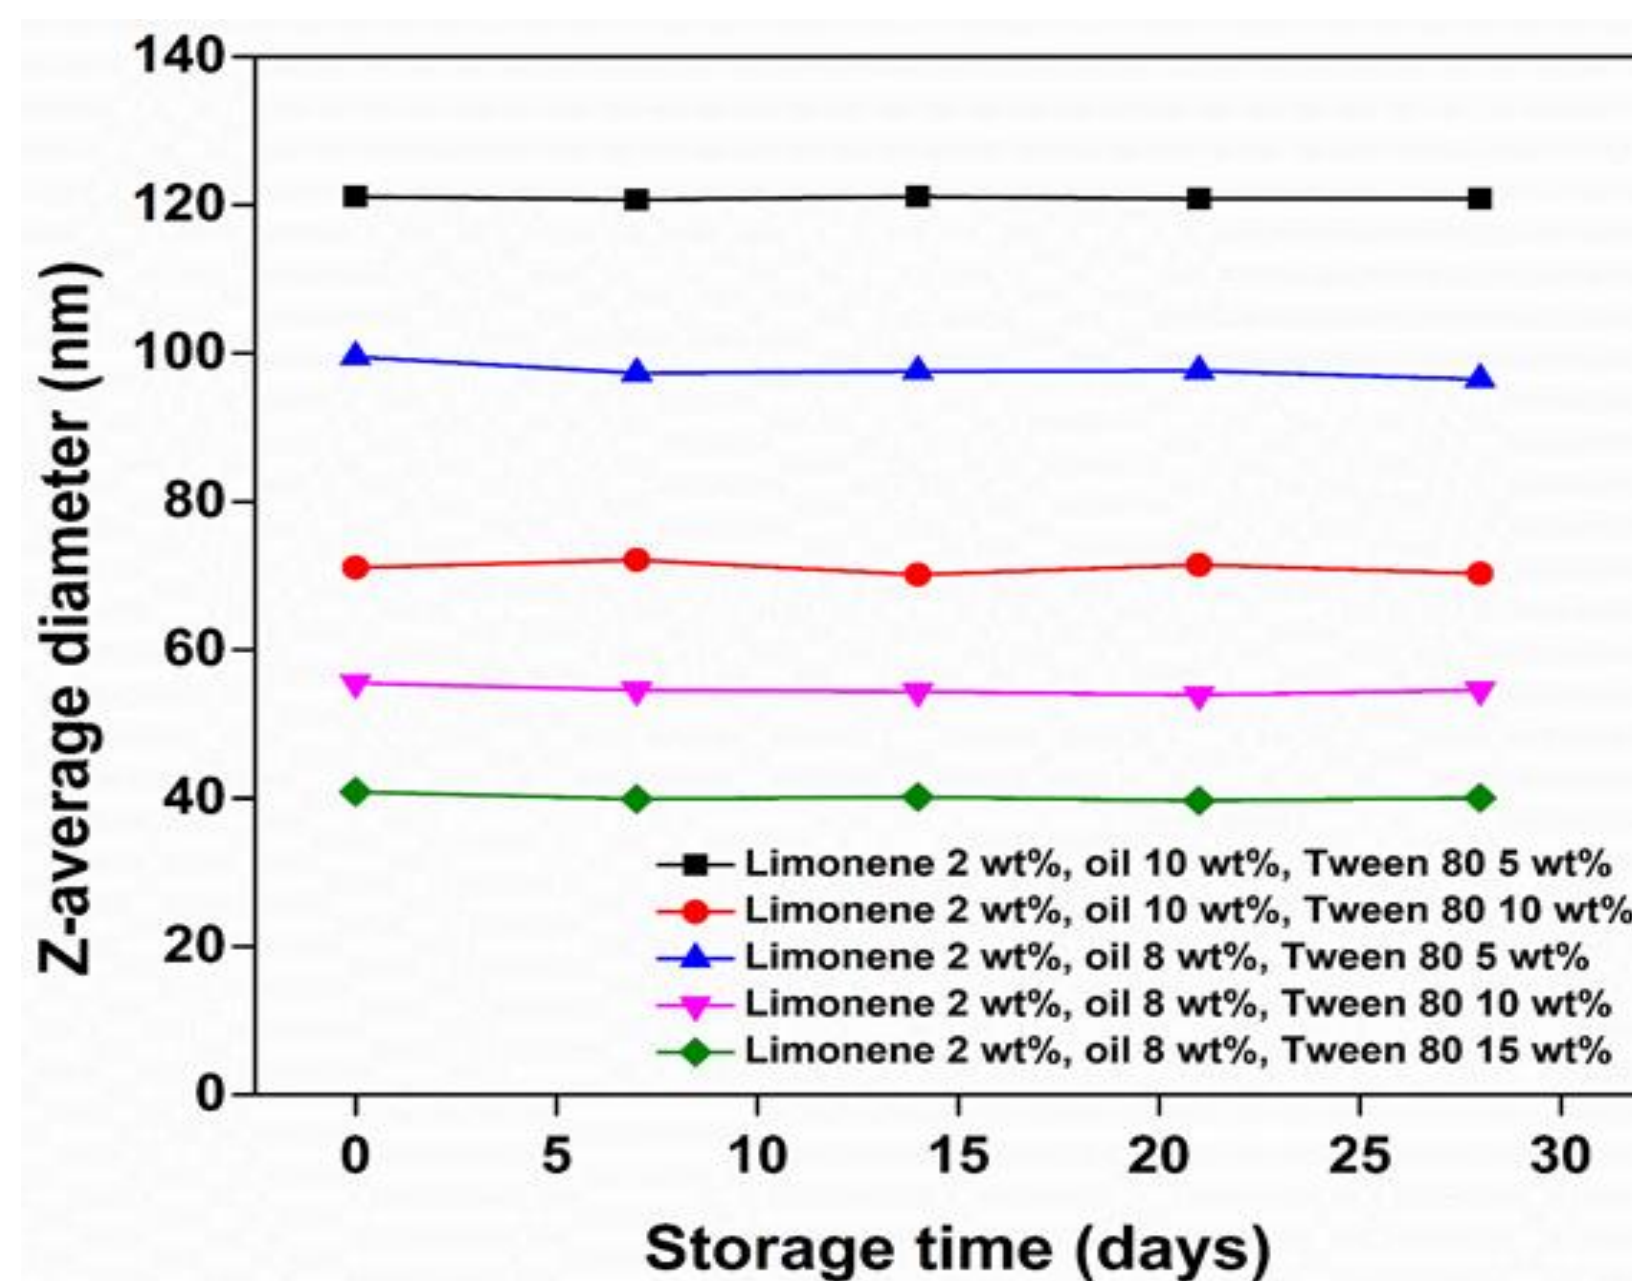 140
120
100
80
60
40
20
0
Z-average diameter (nm)
Limonene 2 wt%, oil 10 wt%, Tween 80 5 wt%
Limonene 2 wt%, oil 10 wt%, Tween 80 10 wt%
Limonene 2 wt%, oil 8 wt%, Tween 80 5 wt%
Limonene 2 wt%, oil 8 wt%, Tween 80 10 wt%
Limonene 2 wt%, oil 8 wt%, Tween 80 15 wt%
0 5 10 15 20 25 30
Storage time (days)